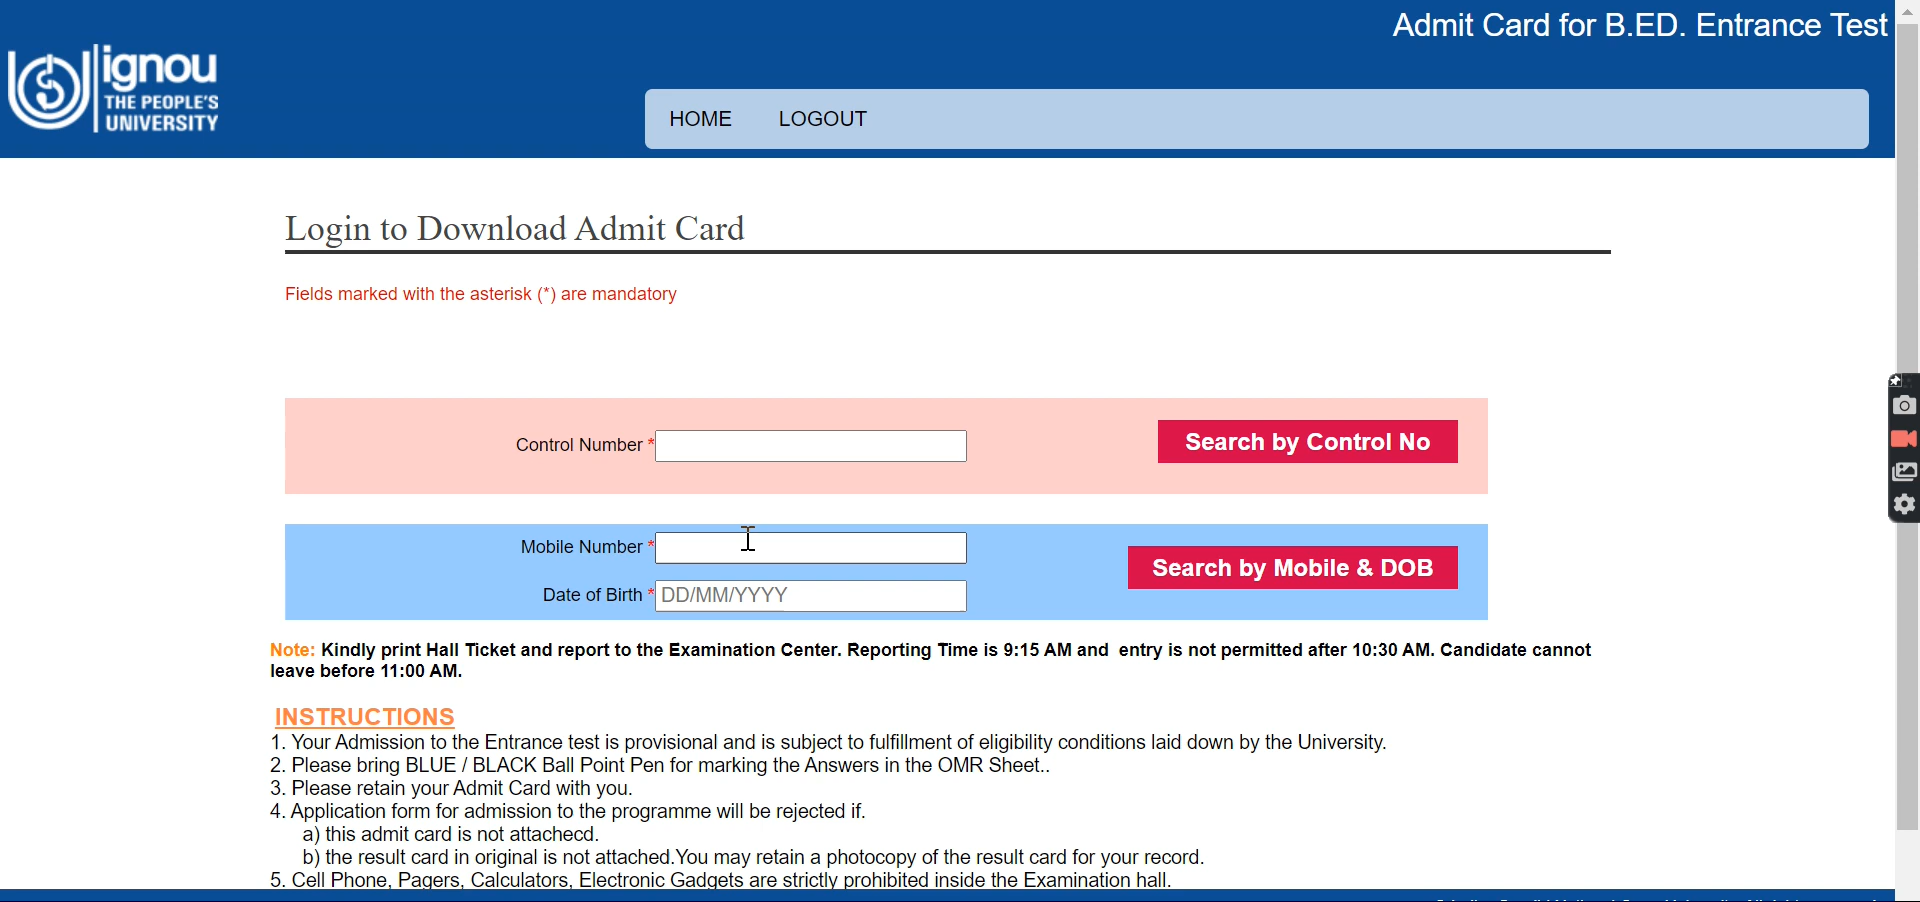 Admit Card for B.ED. Entrance Test
ignou
THE PEOPLE'S
UNIVERSITY
HOME LOGOUT
Login to Download Admit Card
Fields marked with the asterisk (*) are mandatory
Control Number * Search by Control No
Mobile Number *
Date of Birth * DD/MM/YYYY Search by Mobile & DOB
Note: Kindly print Hall Ticket and report to the Examination Center. Reporting Time is 9:15 AM and entry is not permitted after 10:30 AM. Candidate cannot
leave before 11:00 AM.
INSTRUCTIONS
1. Your Admission to the Entrance test is provisional and is subject to fulfillment of eligibility conditions laid down by the University.
2. Please bring BLUE / BLACK Ball Point Pen for marking the Answers in the OMR Sheet..
3. Please retain your Admit Card with you.
4. Application form for admission to the programme will be rejected if.
a) this admit card is not attachecd.
b) the result card in original is not attached.You may retain a photocopy of the result card for your record.
5. Cell Phone, Pagers, Calculators, Electronic Gadgets are strictly prohibited inside the Examination hall.